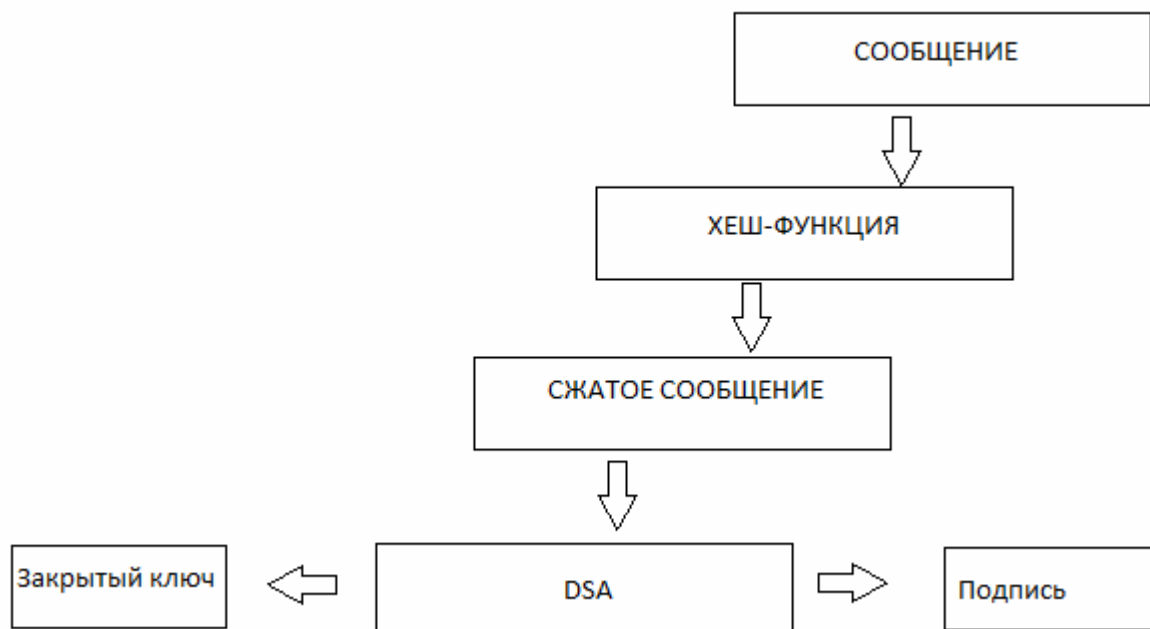 СООБЩЕНИЕ
ХЕШ-ФУНКЦИЯ
СЖАТОЕ СООБЩЕНИЕ
Закрытый ключ
DSA
Подпись